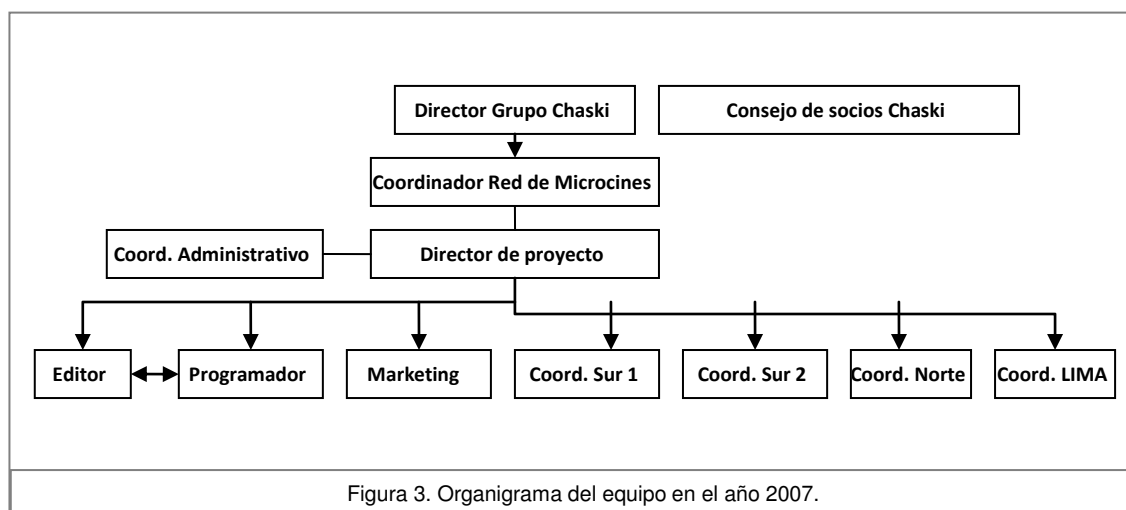 Director Grupo Chaski
Consejo de socios Chaski
Coordinador Red de Microcines
Coord. Administrativo
Director de proyecto
Editor
Programador
Marketing
Coord. Sur 1
Coord. Sur 2
Coord. Norte
Coord. LIMA
Figura 3. Organigrama del equipo en el año 2007.